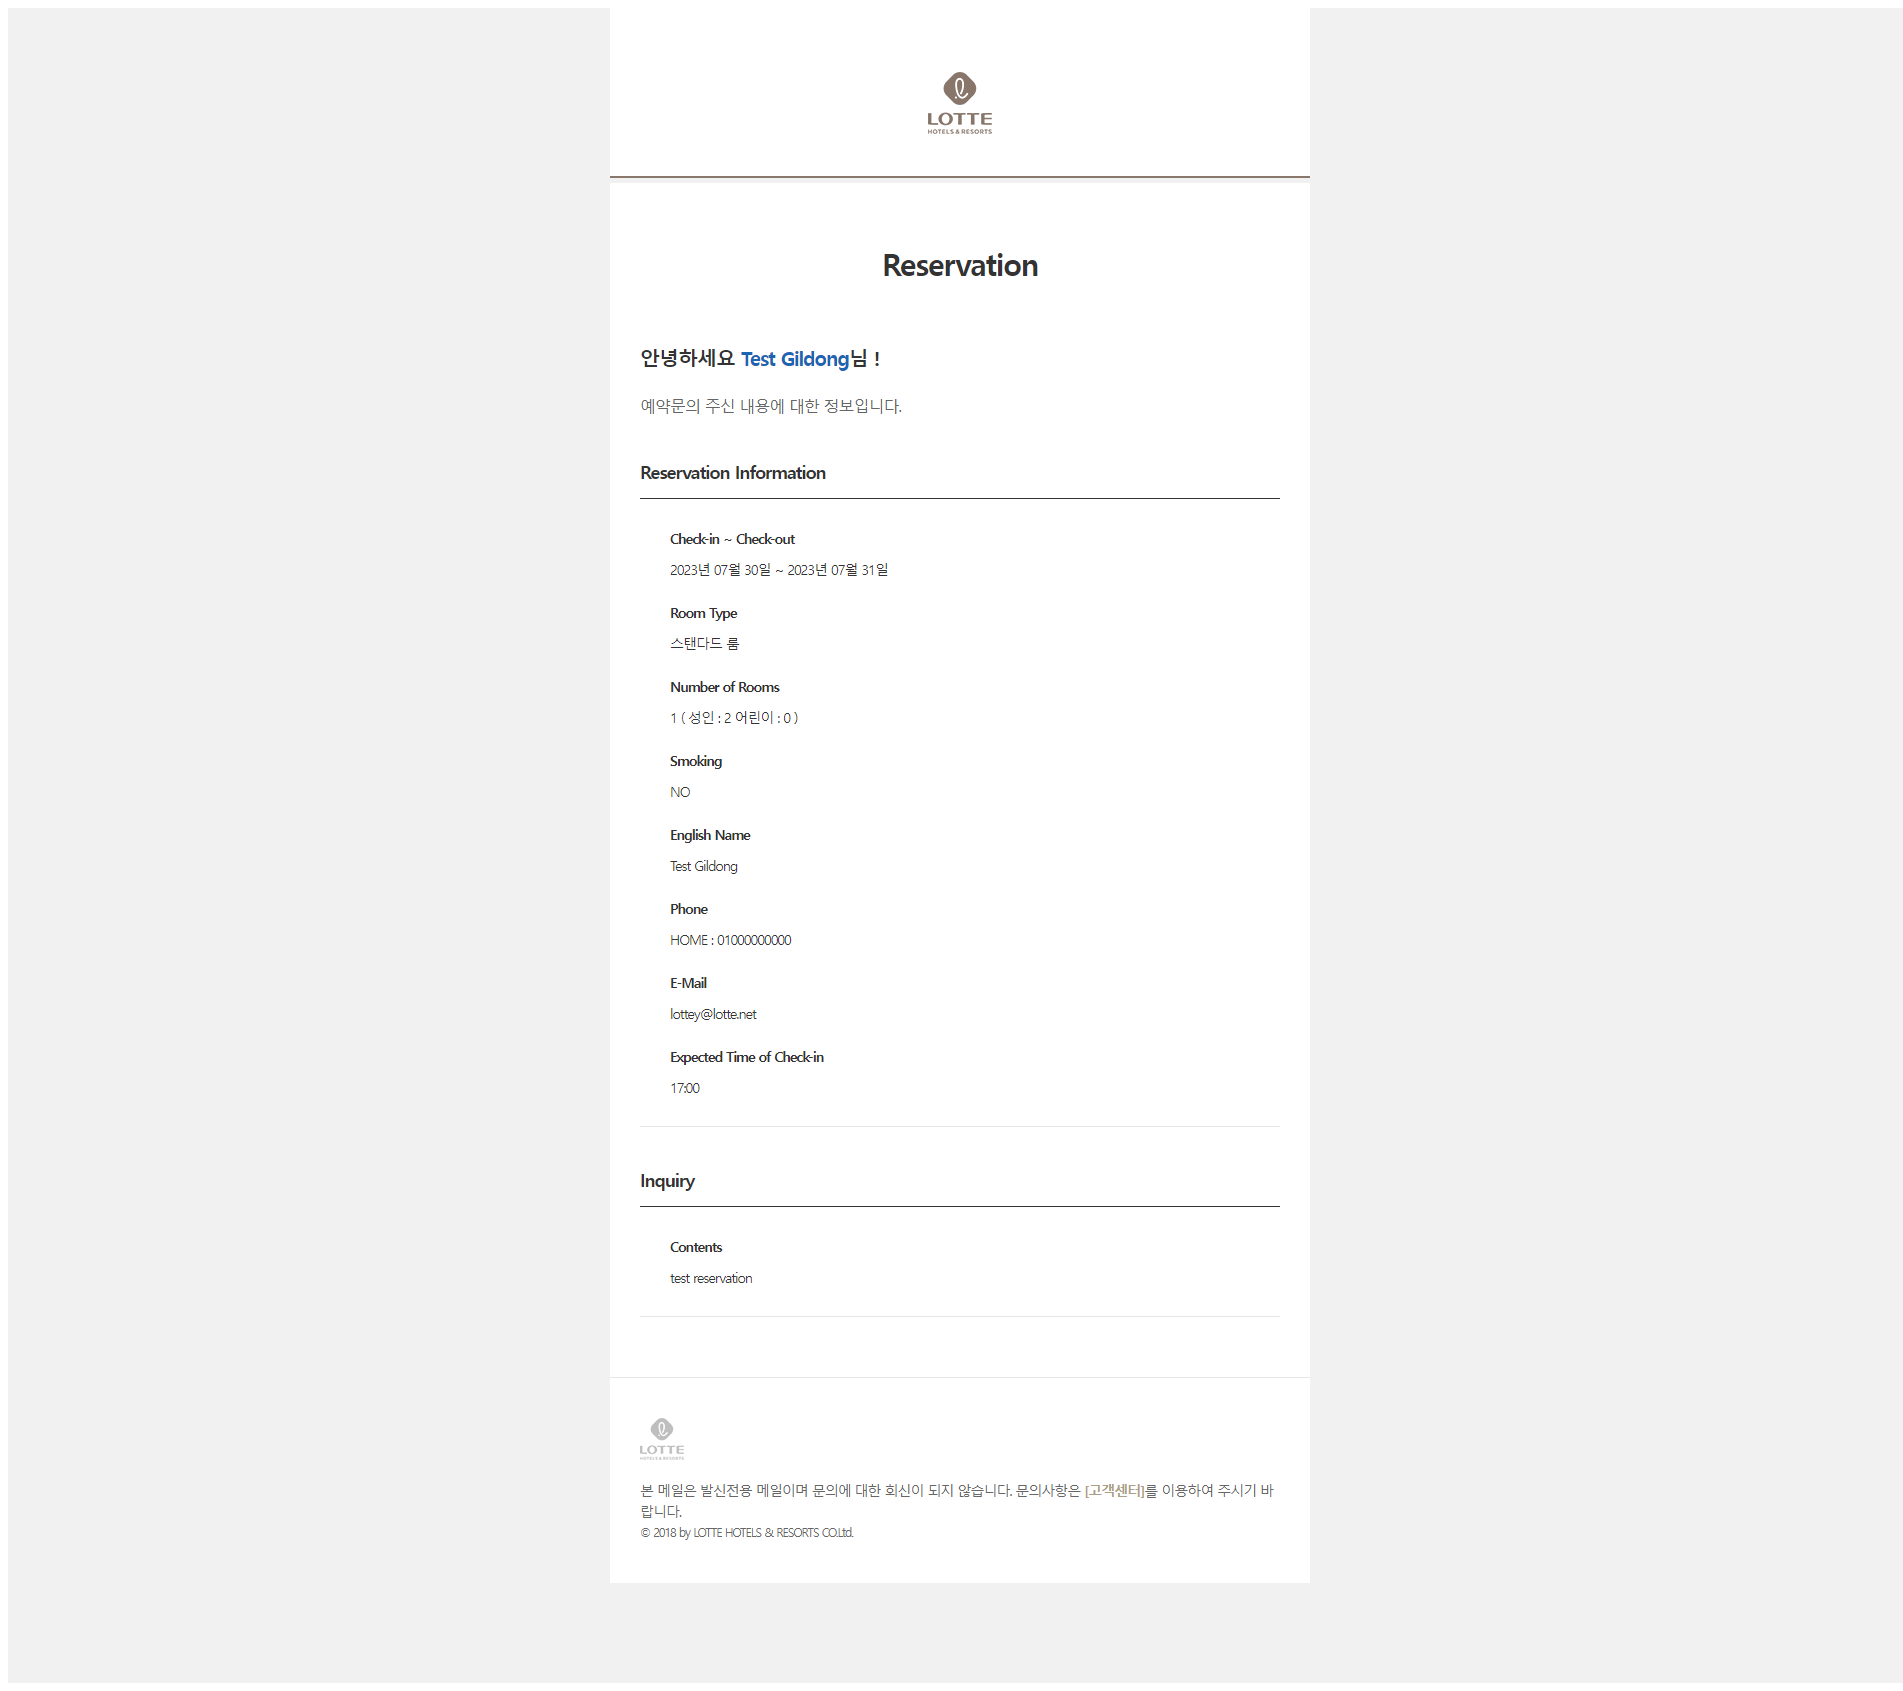 LOTTE
HOTELS & RESORTS
Reservation
안녕하세요 Test Gildong님 !
예약문의 주신 내용에 대한 정보입니다.
Reservation Information
Check-in ~ Check-out
2023년 07월 30일 ~ 2023년 07월 31일
Room Type
스탠다드 룸
Number of Rooms
1 ( 성인 : 2 어린이 : 0 )
Smoking
NO
English Name
Test Gildong
Phone
HOME : 01000000000
E-Mail
lottey@lotte.net
Expected Time of Check-in
17:00
Inquiry
Contents
test reservation
LOTTE
HOTELS & RESORTS
본 메일은 발신전용 메일이며 문의에 대한 회신이 되지 않습니다. 문의사항은 [고객센터]를 이용하여 주시기 바
랍니다.
© 2018 by LOTTE HOTELS & RESORTS CO.Ltd.